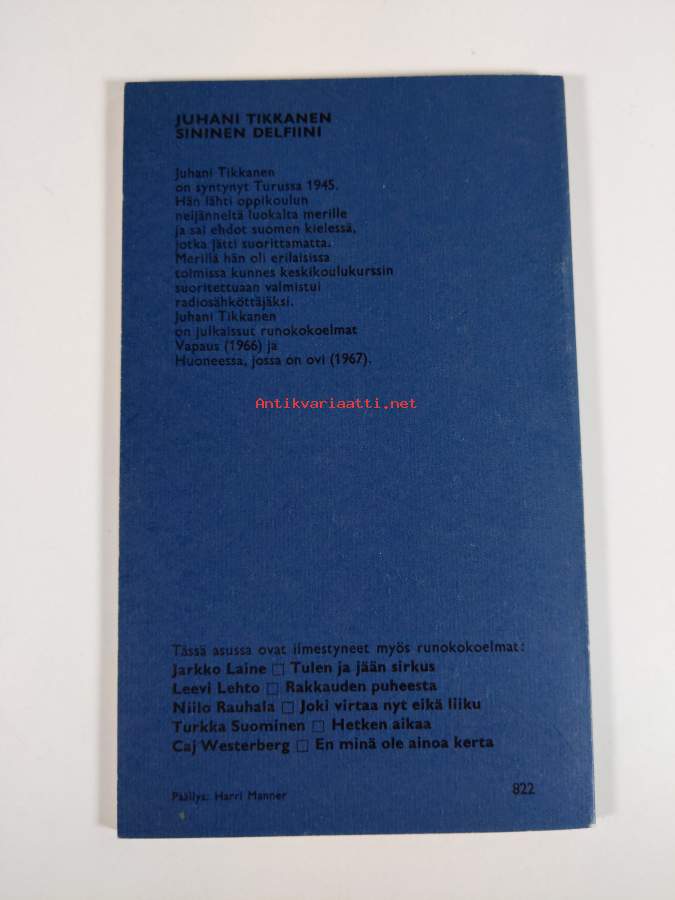 JUHANI TIKKANEN
SININEN DELFIINI
Juhani Tikkanen
on syntynyt Turussa 1945.
Hän lähti oppikoulun
neljänneltä luokalta merille
ja sai ehdot suomen kielessä,
jotka jätti suorittamatta.
Merillä hän oli erilaisissa
toimissa kunnes keskikoulukurssin
suoritettuaan valmistui
radiosähköttäjäksi.
Juhani Tikkanen
on julkaissut runokokoelmat
Vapaus (1966) ja
Huoneessa, jossa on ovi (1967).
Antikvariaatti.net
Tässä asussa ovat ilmestyneet myös runokokoelmat:
Jarkko Laine □ Tulen ja jään sirkus
Leevi Lehto □ Rakkauden puheesta
Niilo Rauhala □ Joki virtaa nyt eikä liiku
Turkka Suominen □ Hetken aikaa
Caj Westerberg □ En minä ole ainoa kerta
Päällys: Harri Manner
822